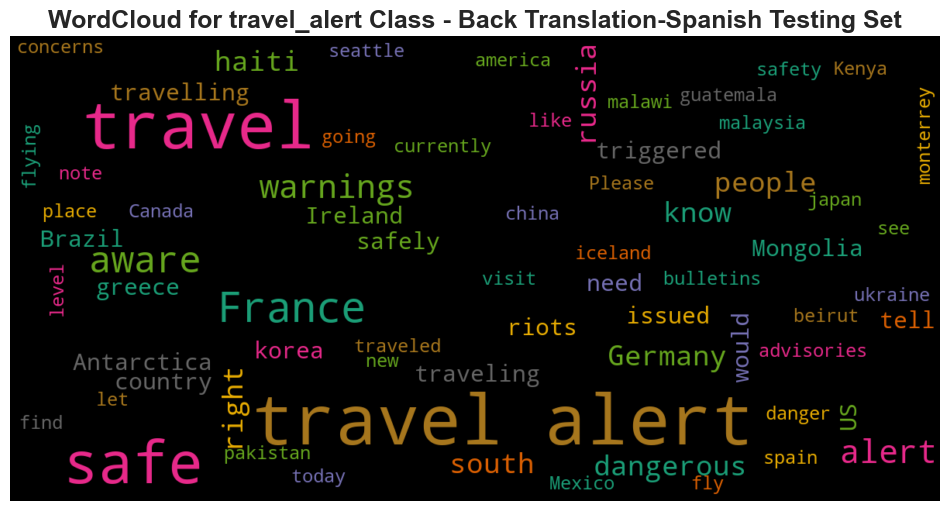 WordCloud for travel_alert Class - Back Translation-Spanish Testing Set
concerns
seattle
america
haiti
russia
safety
Kenya
travelling
travel
malawi
guatemala
monterrey
flying
going
like
malaysia
currently
triggered
note
warnings
Please
people
place
Canada
Ireland
china
know
japan
Brazil
safely
see
aware
iceland
Mongolia
level
greece
visit
need
bulletins
ukraine
France
riots
issued
would
beirut
tell
korea
traveled
new
Germany
advisories
Antarctica
country
traveling
right
let
travel alert
danger
US
find
safe
pakistan
south
dangerous
spain
alert
today
Mexico
fly